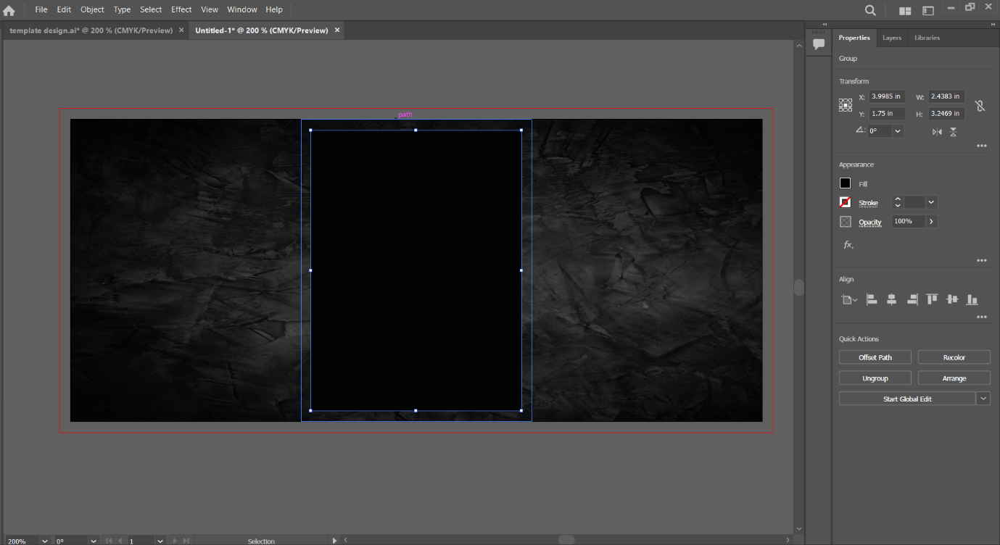 File Edit Object Type Select Effect View Window Help
template design.ai* @ 200 % (CMYK/Preview) × Untitled-1* @ 200 % (CMYK/Preview) ×
Properties Layers Libraries
Group
Transform
X: 3.9985 in W: 2.4383 in
Y: 1.75 in H: 3.2469 in
0°
Appearance
Fill
Stroke
Opacity 100%
fx.
Align
Quick Actions
Offset Path Recolor
Ungroup Arrange
Start Global Edit
path
200% 0° 1 Selection